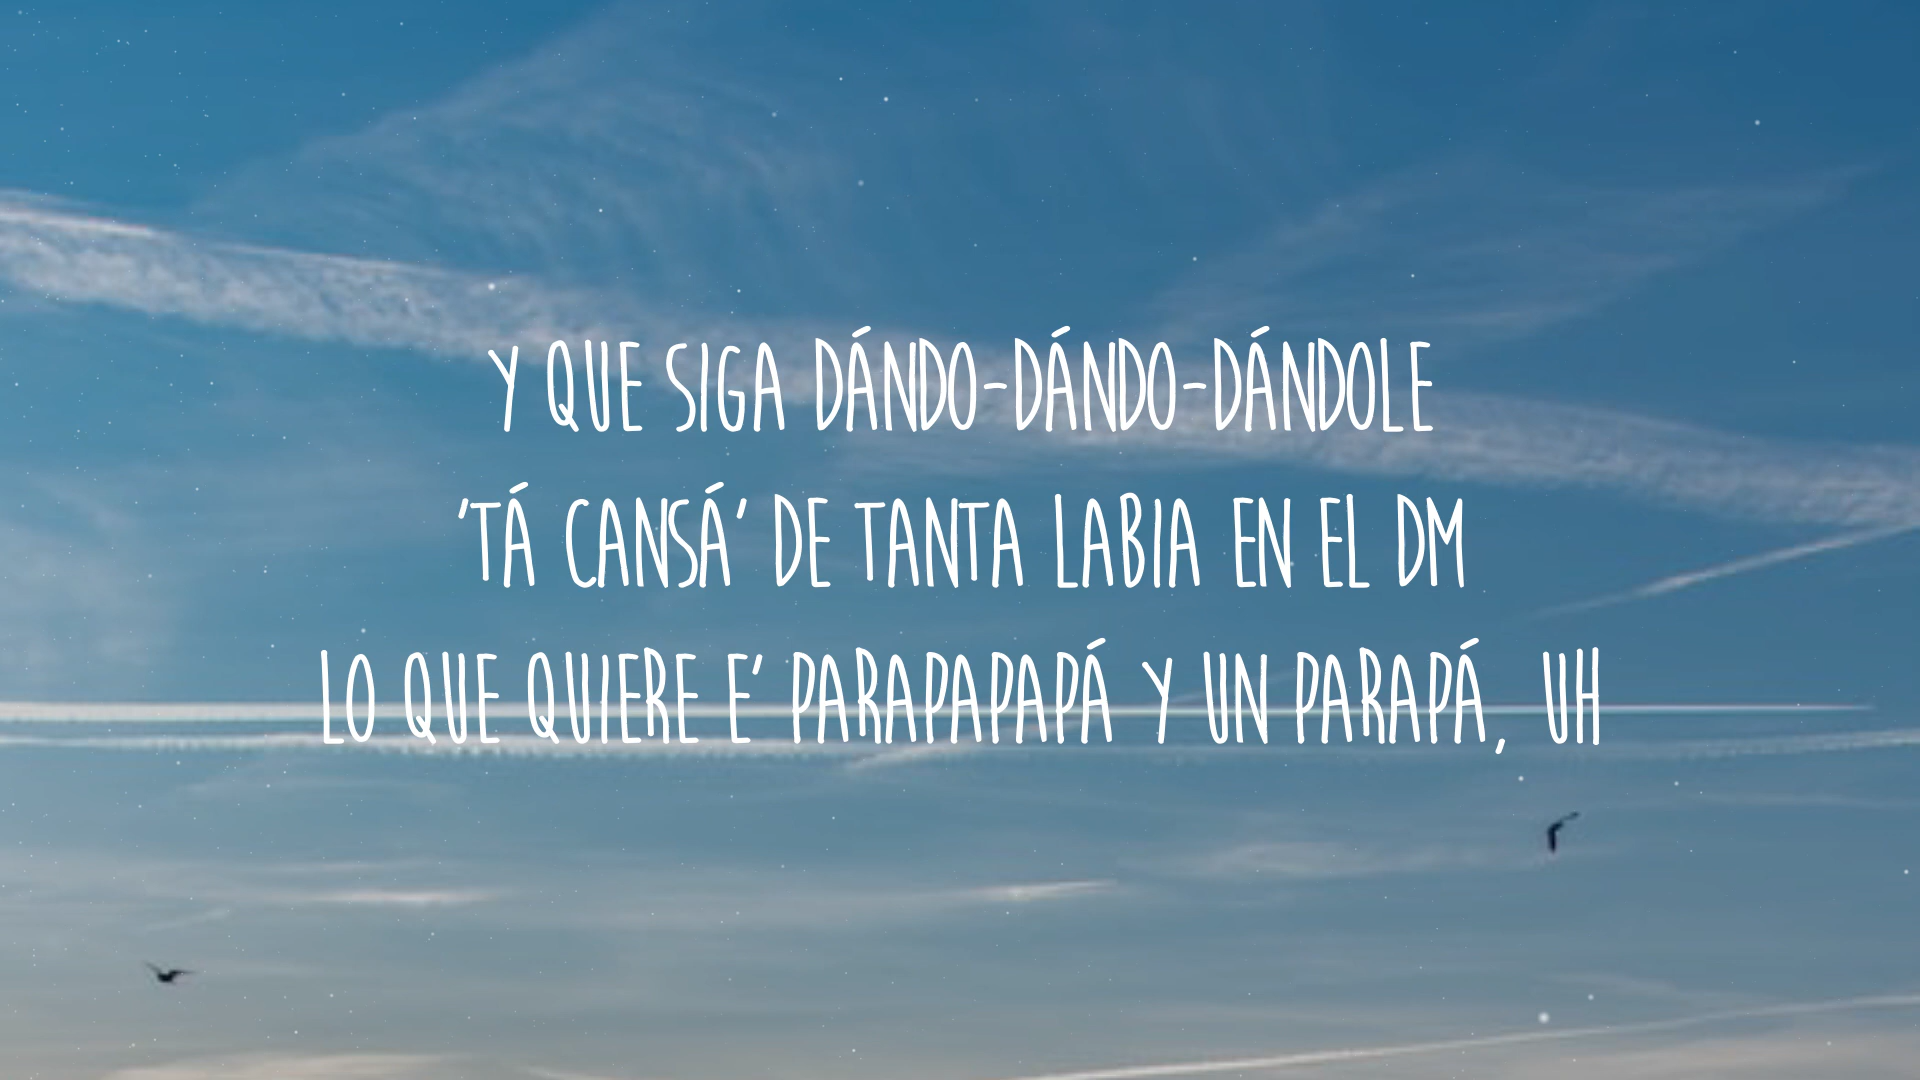 Y QUE SIGA DÁNDO-DÁNDO-DÁNDOLE
'TÁ CANSÁ' DE TANTA LABIA EN EL DM
LO QUE QUIERE E' PARAPAPAPÁ Y UN PARAPÁ, UH